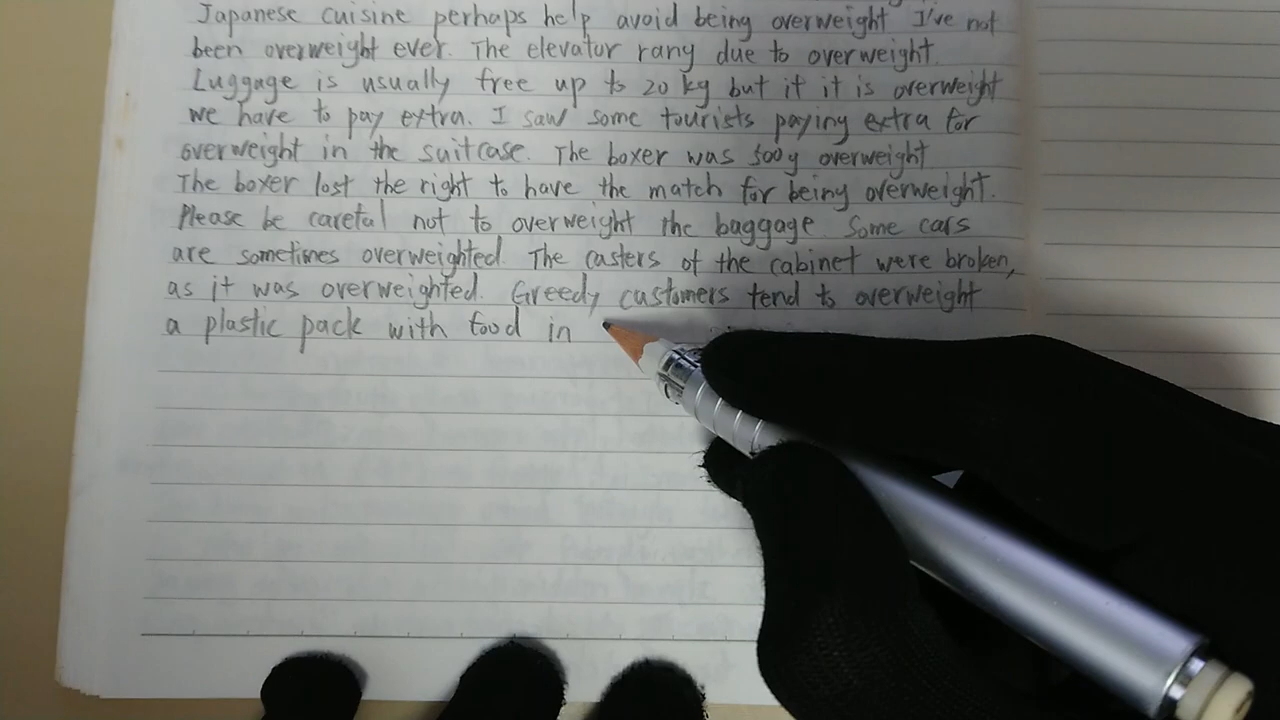 Japanese cuisine perhaps help avoid being overweight I've not
been overweight ever. The elevator rang due to overweight.
Luggage is usually free up to 20 kg but if it is overweight
we have to pay extra. I saw some tourists paying extra for
overweight in the suitcase. The boxer was 500g overweight
The boxer lost the right to have the match for being overweight.
Please be careful not to overweight the baggage Some cars
are sometimes overweighted. The casters of the cabinet were broken,
as it was overweighted. Greedy customers tend to overweight
a plastic pack with food in